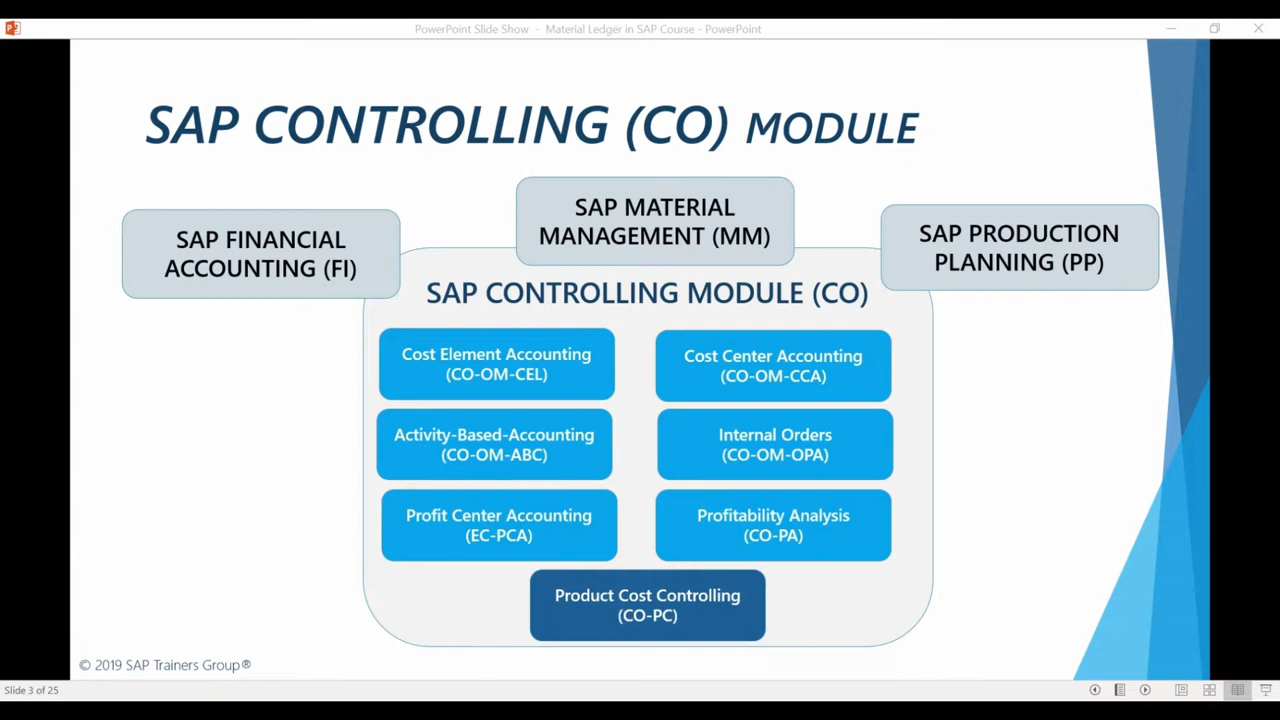 PowerPoint Slide Show - Material Ledger in SAP Course - PowerPoint
SAP CONTROLLING (CO) MODULE
SAP FINANCIAL
ACCOUNTING (FI)
SAP MATERIAL
MANAGEMENT (MM)
SAP PRODUCTION
PLANNING (PP)
SAP CONTROLLING MODULE (CO)
Cost Element Accounting
(CO-OM-CEL)
Cost Center Accounting
(CO-OM-CCA)
Activity-Based-Accounting
(CO-OM-ABC)
Internal Orders
(CO-OM-OPA)
Profit Center Accounting
(EC-PCA)
Profitability Analysis
(CO-PA)
Product Cost Controlling
(CO-PC)
© 2019 SAP Trainers Group®
Slide 3 of 25